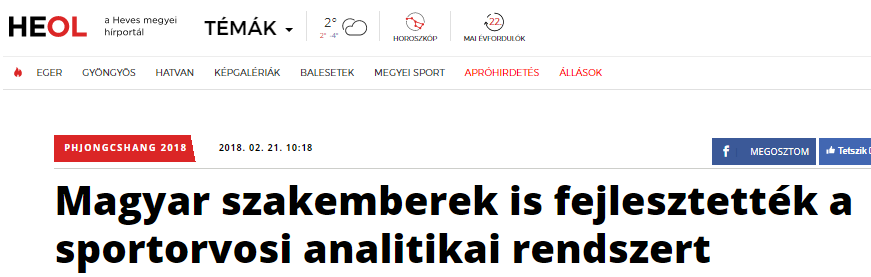 HEOL
a Heves megyei
hírportál
TÉMÁK
2°
2° -4°
HOROSZKÓP
22
MAI ÉVFORDULÓK
EGER GYÖNGYÖS HATVAN KÉPGALÉRIÁK BALESETEK MEGYEI SPORT APRÓHIRDETÉS ÁLLÁSOK
PHJONGCSHANG 2018 2018. 02. 21. 10:18
f MEGOSZTOM Tetszik
Magyar szakemberek is fejlesztették a
sportorvosi analitikai rendszert